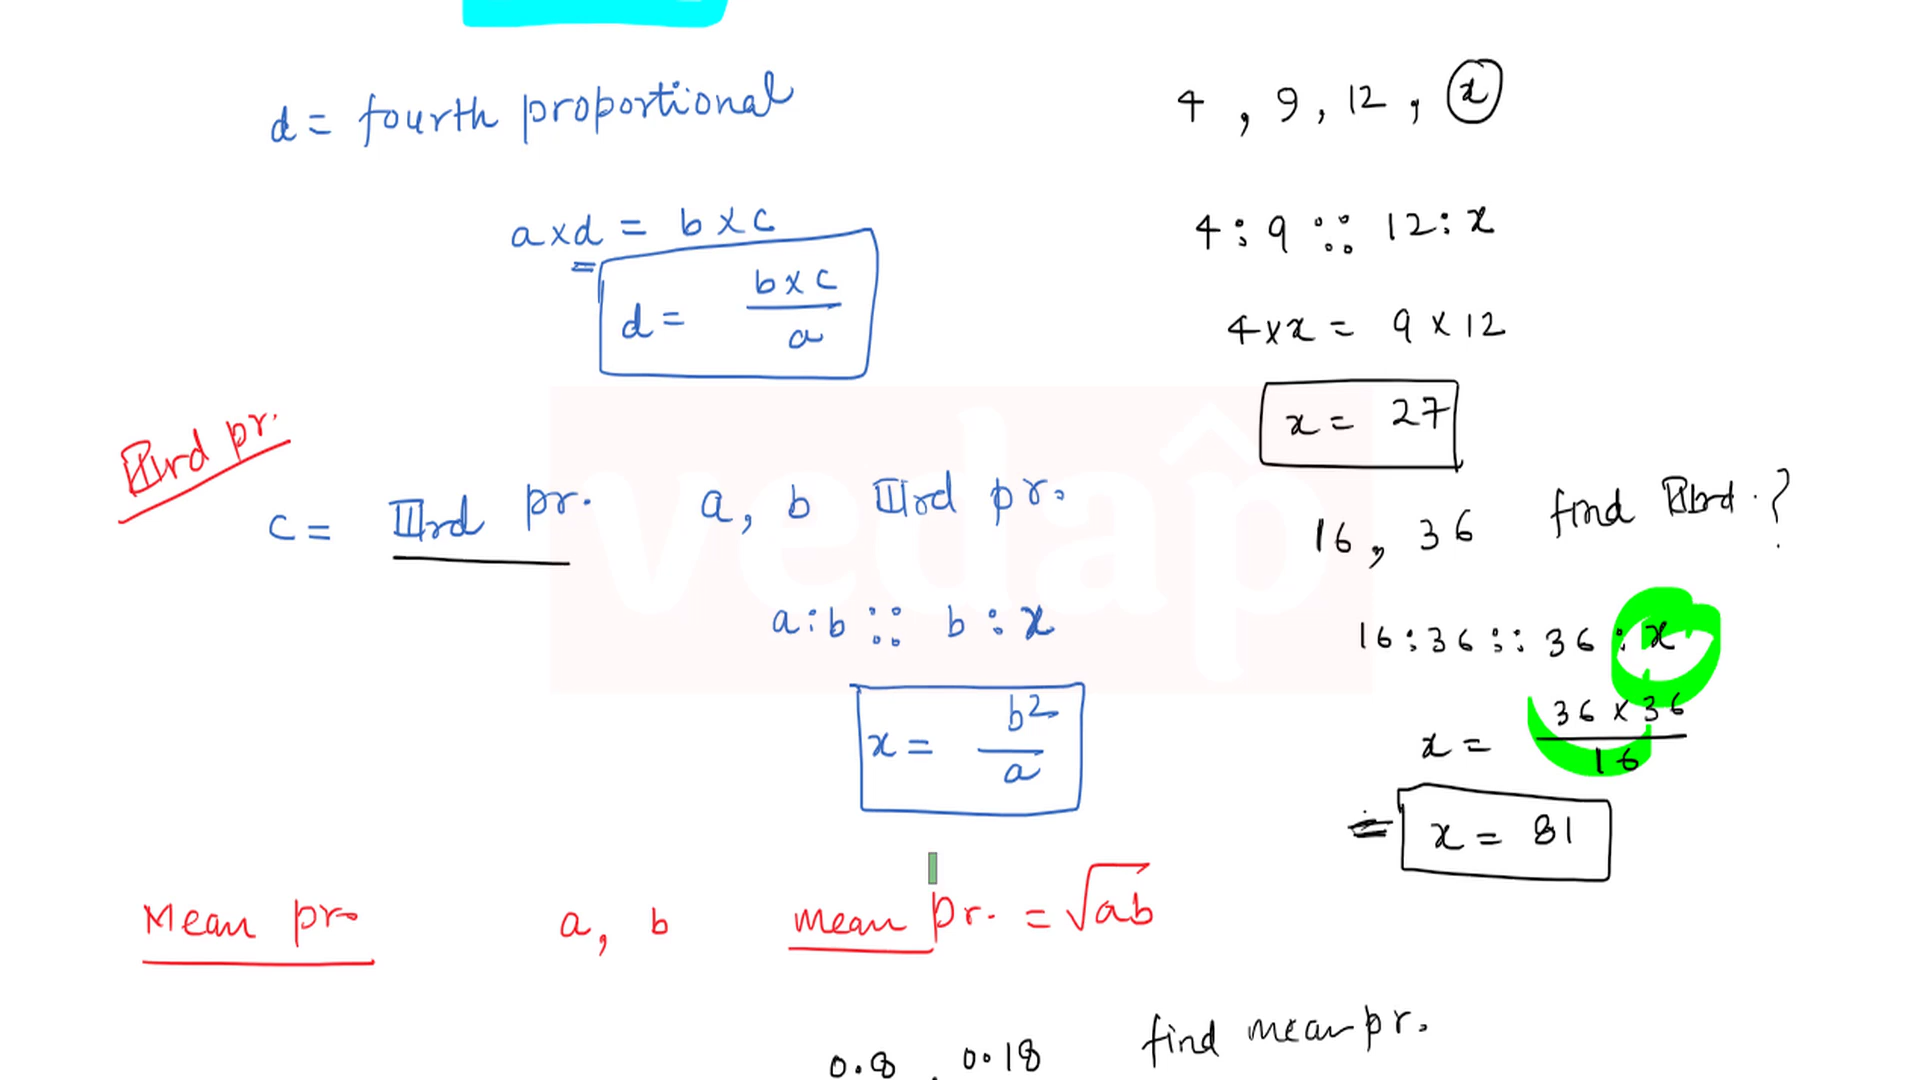 d = fourth proportional
a x d = b x c
d = b x c / a
4 , 9 , 12 , x
4 : 9 :: 12 : x
4 x x = 9 x 12
x = 27
IIIrd pr.
c = IIIrd pr. a, b IIIrd pr.
a : b :: b : x
x = b² / a
16 , 36 find IIIrd . ?
16 : 36 :: 36 : x
x = 36 x 36 / 16
= x = 81
vedap
Mean pr. a, b mean pr. = √ab
0.8 , 0.18 find mean pr.